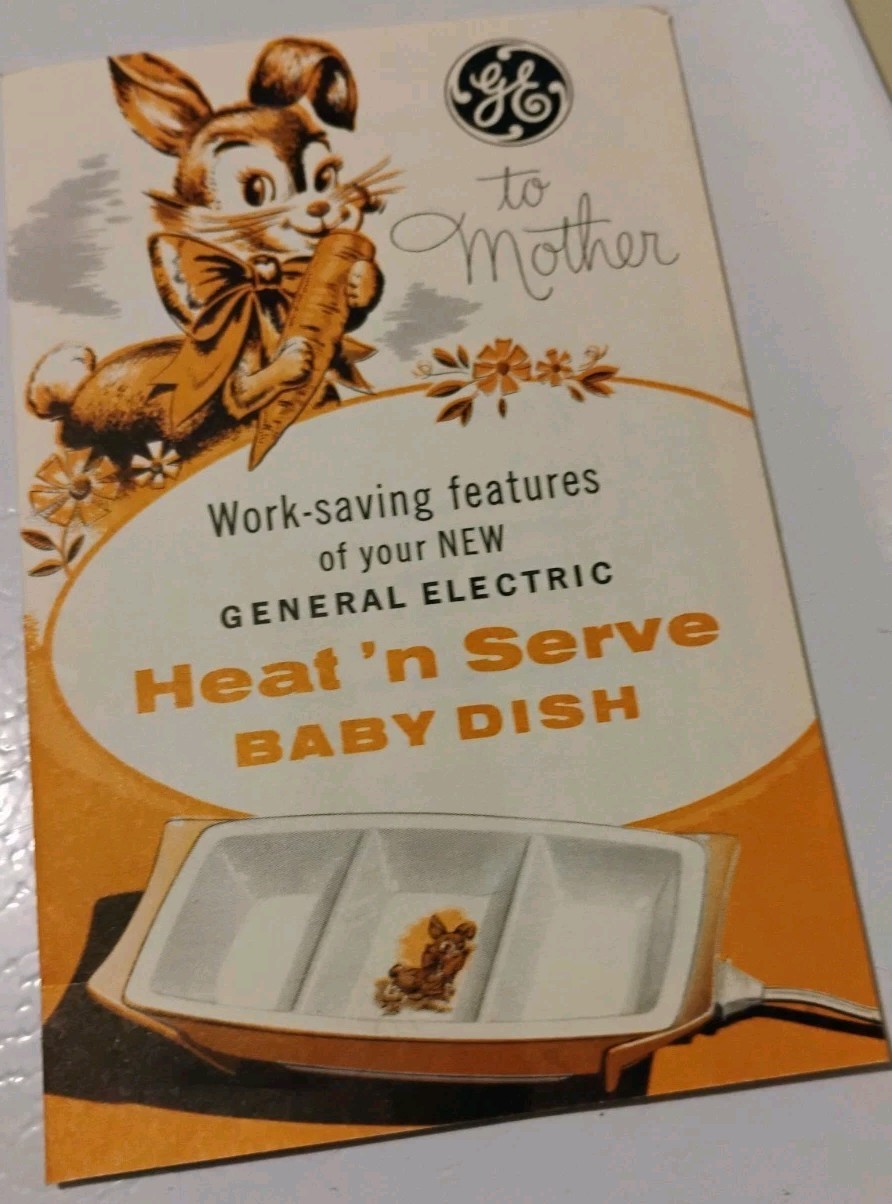 GE
to
Mother
Work-saving features
of your NEW
GENERAL ELECTRIC
Heat 'n Serve
BABY DISH